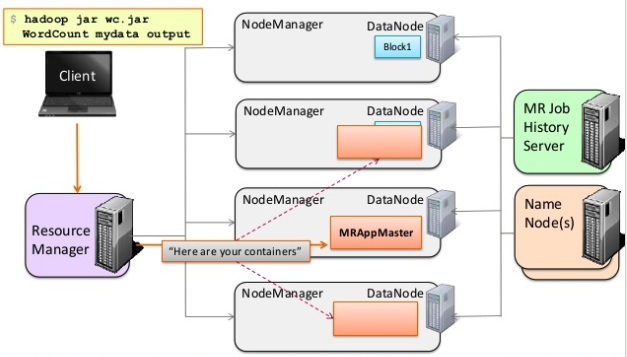 $ hadoop jar wc.jar
WordCount mydata output
Client
Resource
Manager
"Here are your containers"
NodeManager
DataNode
Block1
NodeManager
DataNode
NodeManager
DataNode
MRAppMaster
NodeManager
DataNode
MR Job
History
Server
Name
Node(s)